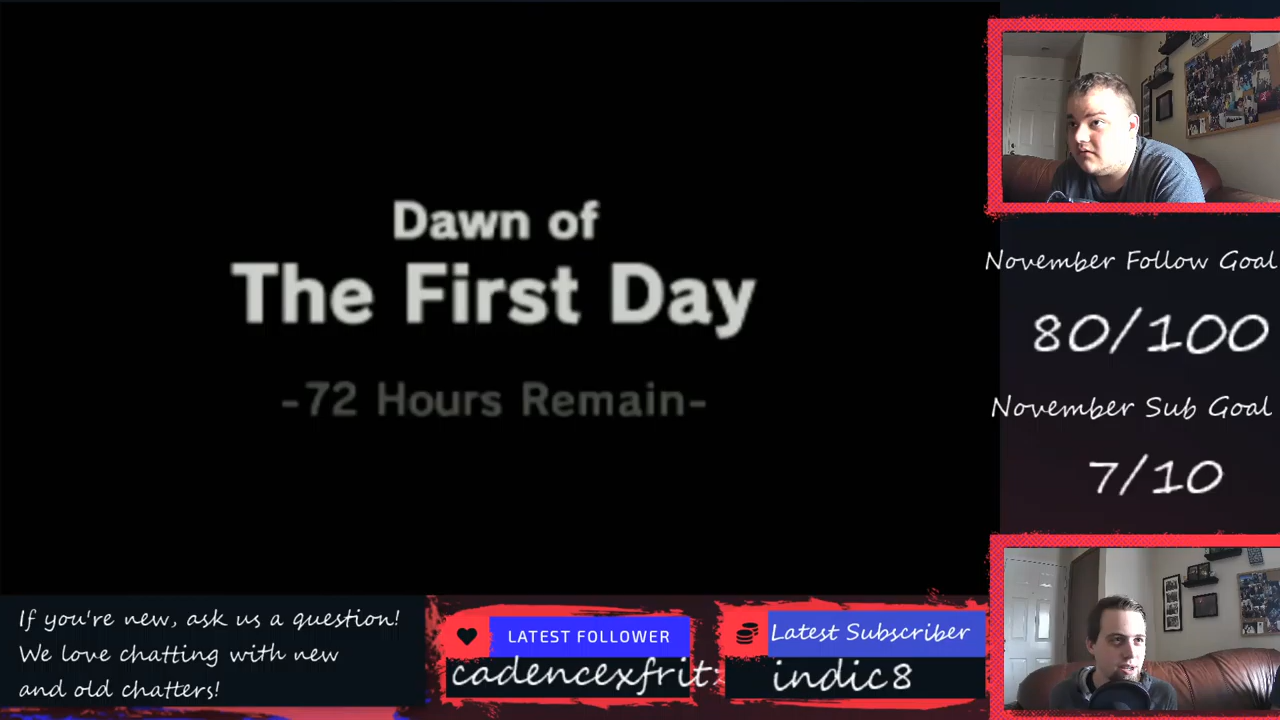 Dawn of
The First Day
-72 Hours Remain-
November Follow Goal
80/100
November Sub Goal
7/10
If you're new, ask us a question!
We love chatting with new
and old chatters!
LATEST FOLLOWER
cadencexfritz
Latest Subscriber
indic8